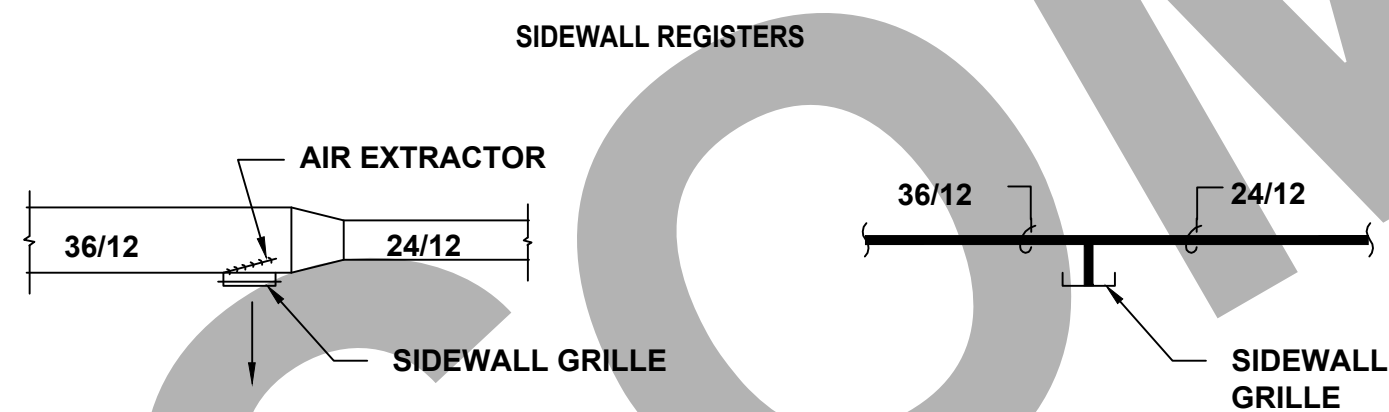 SIDEWALL REGISTERS
AIR EXTRACTOR
36/12
24/12
SIDEWALL GRILLE
36/12
24/12
SIDEWALL
GRILLE